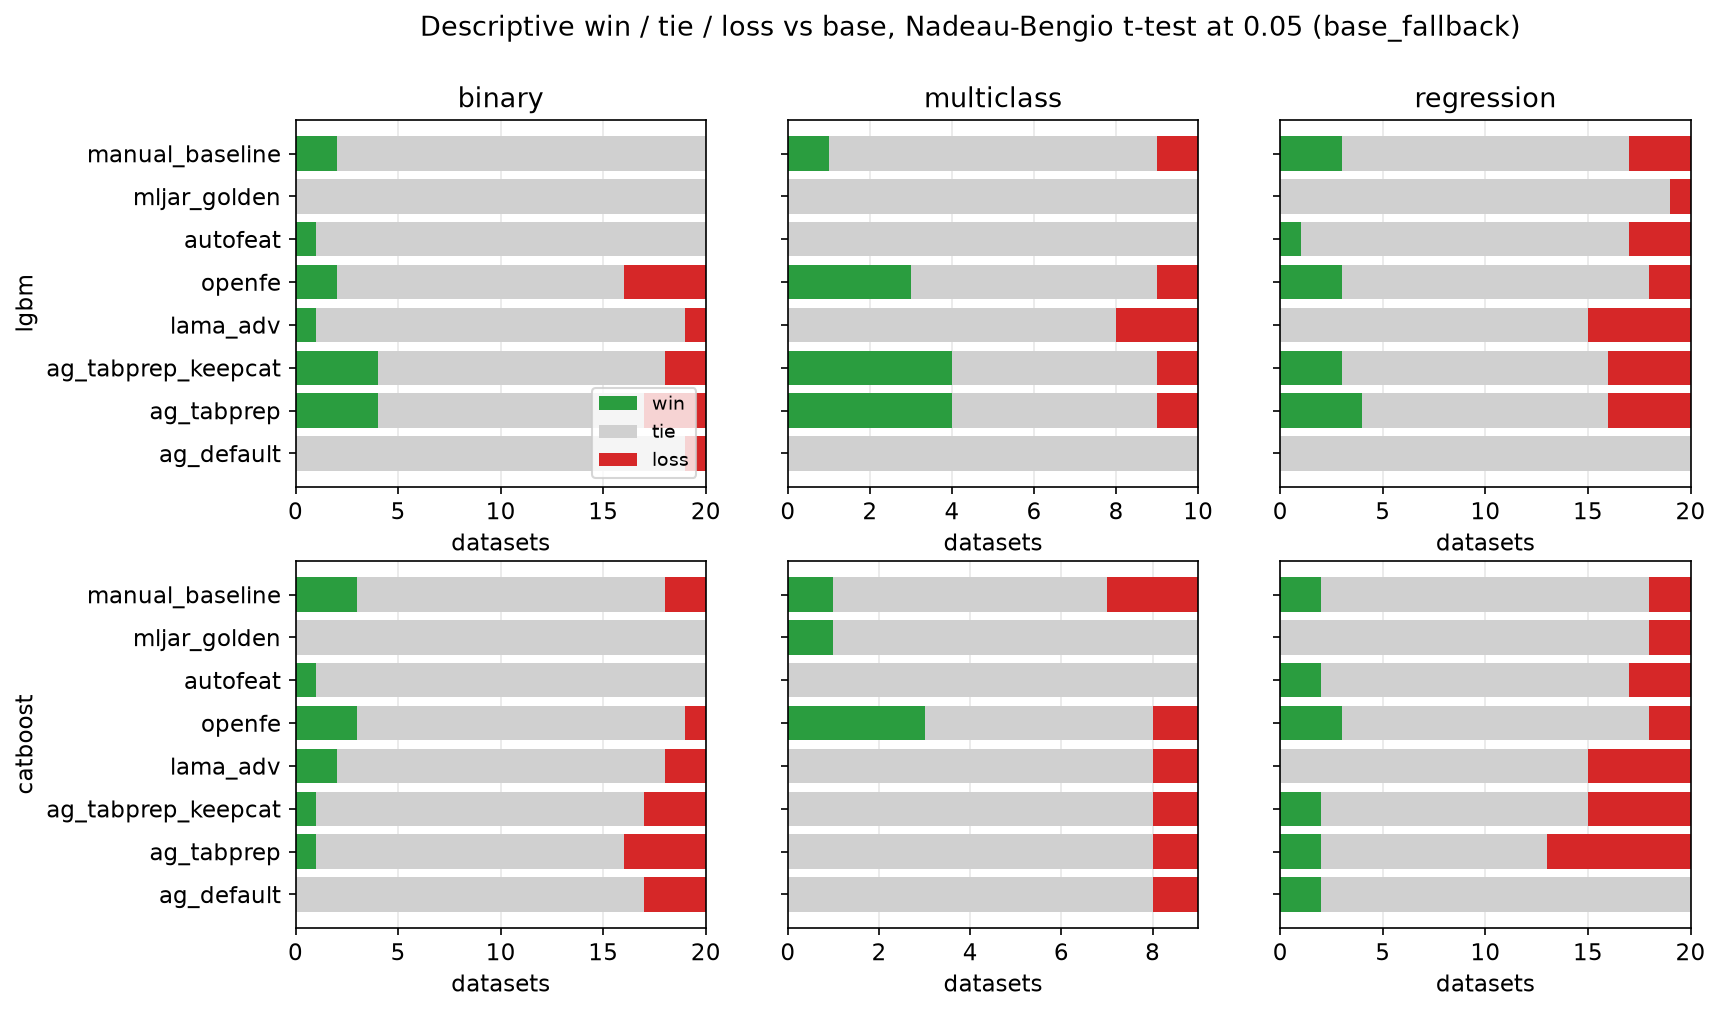 Descriptive win / tie / loss vs base, Nadeau-Bengio t-test at 0.05 (base_fallback)
binary
multiclass
regression
lgbm
manual_baseline
mljar_golden
autofeat
openfe
lama_adv
ag_tabprep_keepcat
ag_tabprep
ag_default
win
tie
loss
0 5 10 15 20
0 2 4 6 8 10
0 5 10 15 20
datasets
datasets
datasets
catboost
manual_baseline
mljar_golden
autofeat
openfe
lama_adv
ag_tabprep_keepcat
ag_tabprep
ag_default
0 5 10 15 20
0 2 4 6 8
0 5 10 15 20
datasets
datasets
datasets